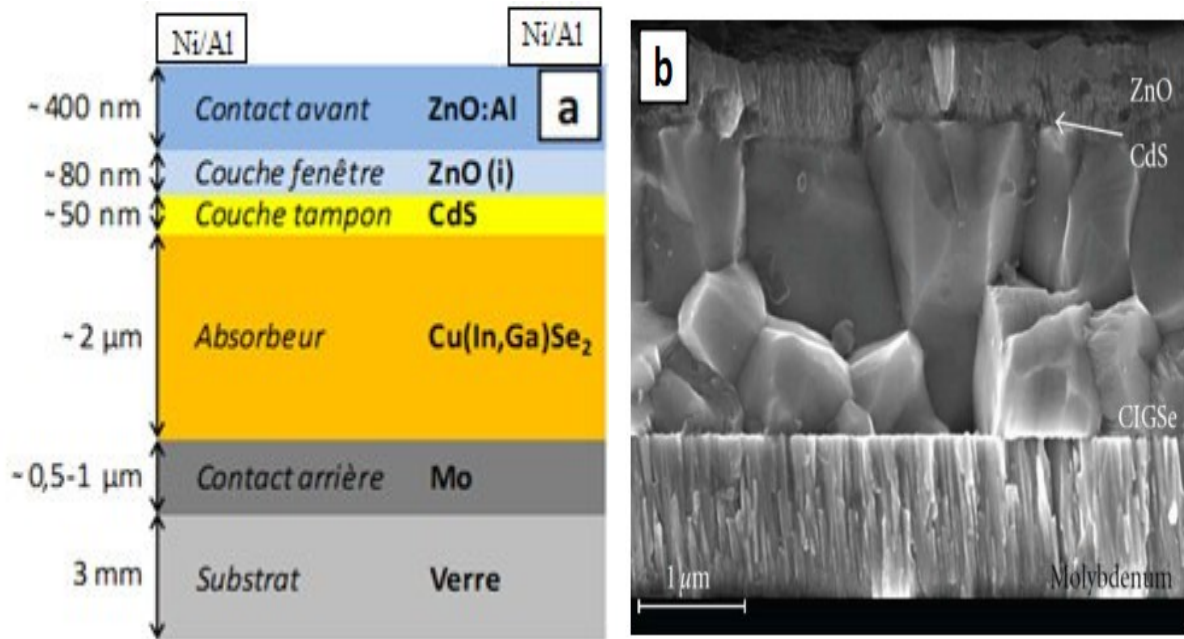 Ni/Al
Ni/Al
a
~ 400 nm Contact avant ZnO:Al
~80 nm Couche fenêtre ZnO (i)
~50 nm Couche tampon CdS
~ 2 µm Absorbeur Cu(In,Ga)Se₂
~ 0,5-1 µm Contact arrière Mo
3 mm Substrat Verre
b
ZnO
CdS
CIGSe
Molybdenum
1 µm